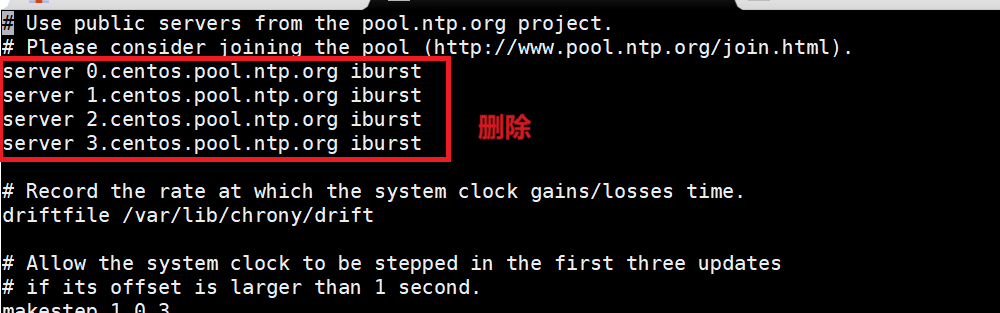 # Use public servers from the pool.ntp.org project.
# Please consider joining the pool (http://www.pool.ntp.org/join.html).
server 0.centos.pool.ntp.org iburst
server 1.centos.pool.ntp.org iburst
server 2.centos.pool.ntp.org iburst
server 3.centos.pool.ntp.org iburst
删除
# Record the rate at which the system clock gains/losses time.
driftfile /var/lib/chrony/drift
# Allow the system clock to be stepped in the first three updates
# if its offset is larger than 1 second.
makestep 1.0 3